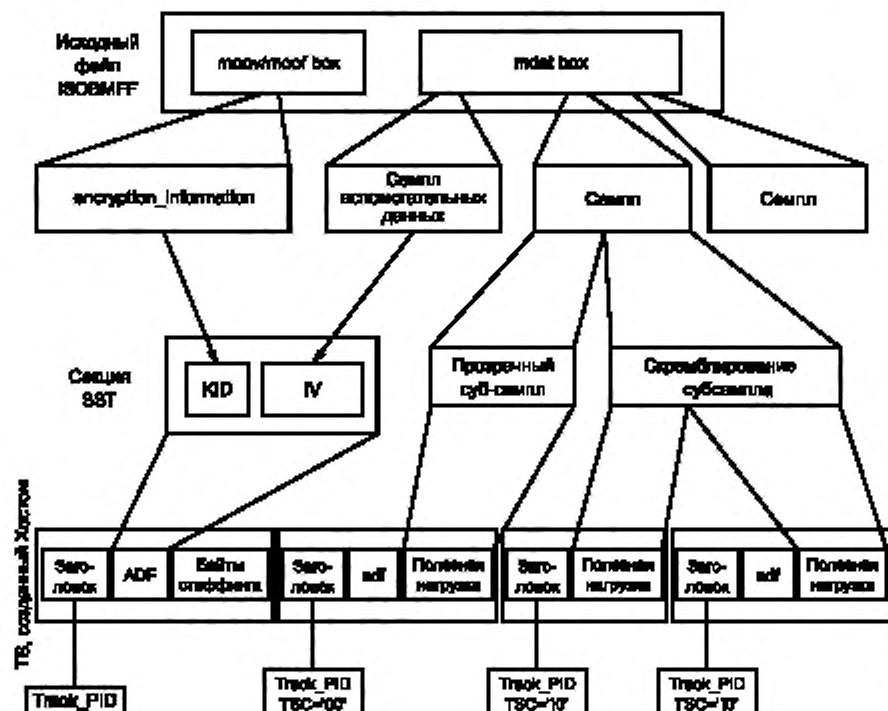 Исходный
файл
ISOBMFF
moov/moof box
mdat box
encryption_information
Сэмпл
вспомогательных
данных
Сэмпл
Сэмпл
Секция
SST
KID
IV
Прозрачный
суб-сэмпл
Скремблирование
субсэмпла
ТВ, созданный Хостом
Заго-
ловок
ADF
Байты
стаффинга
Заго-
ловок
adf
Полезная
нагрузка
Заго-
ловок
Полезная
нагрузка
Заго-
ловок
adf
Полезная
нагрузка
Track_PID
Track_PID
TSC='00'
Track_PID
TSC='10'
Track_PID
TSC='10'